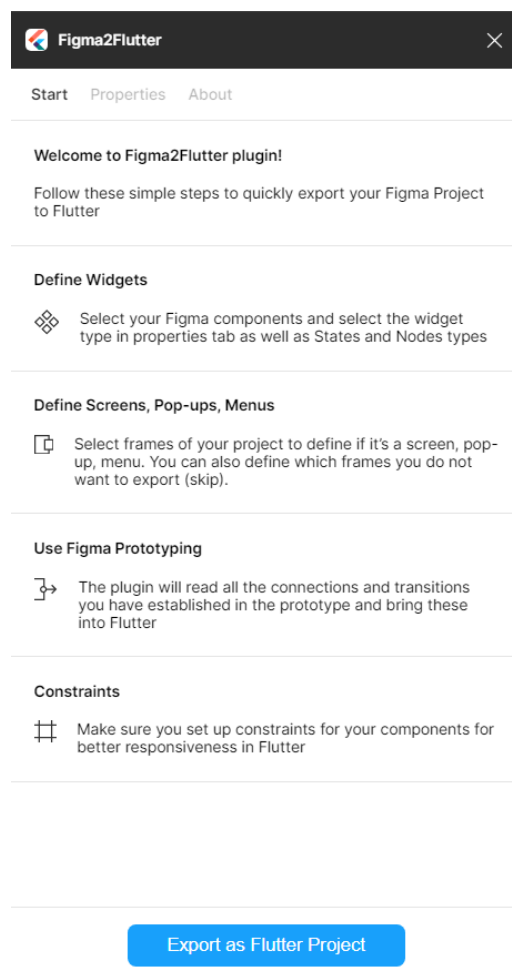 Figma2Flutter
Start Properties About
Welcome to Figma2Flutter plugin!
Follow these simple steps to quickly export your Figma Project
to Flutter
Define Widgets
Select your Figma components and select the widget
type in properties tab as well as States and Nodes types
Define Screens, Pop-ups, Menus
Select frames of your project to define if it's a screen, pop-
up, menu. You can also define which frames you do not
want to export (skip).
Use Figma Prototyping
The plugin will read all the connections and transitions
you have established in the prototype and bring these
into Flutter
Constraints
Make sure you set up constraints for your components for
better responsiveness in Flutter
Export as Flutter Project